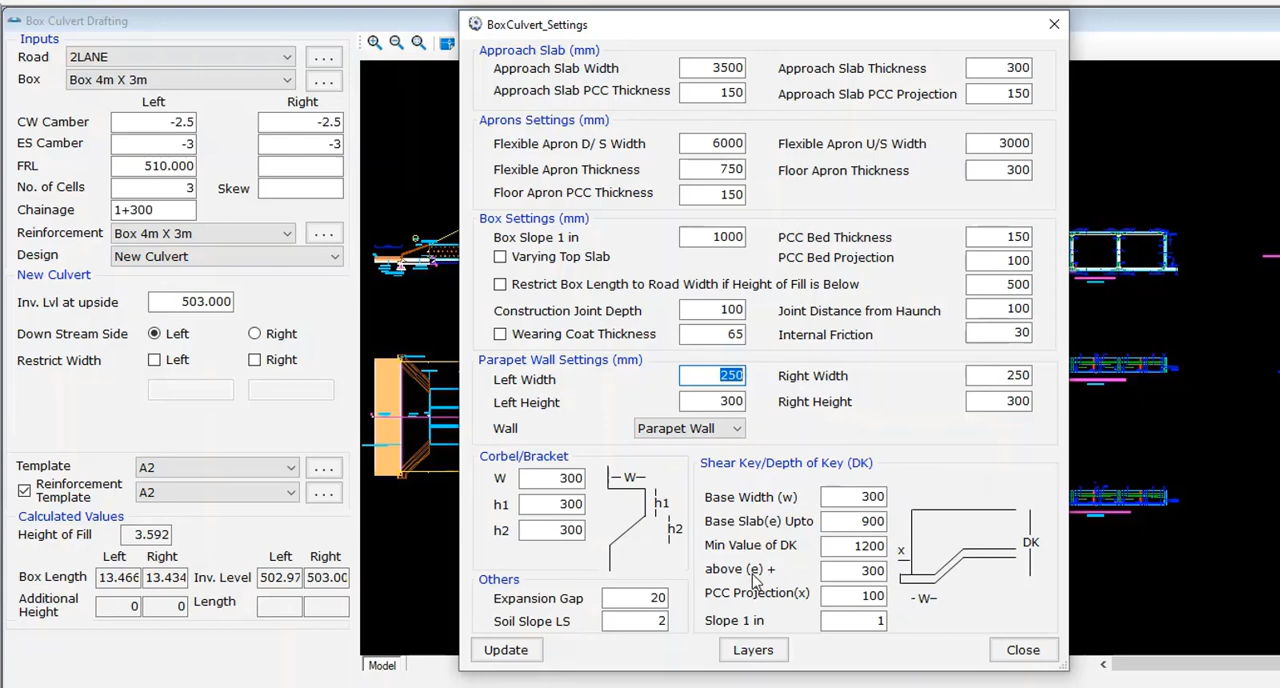 Box Culvert Drafting
Inputs
Road 2LANE ...
Box Box 4m X 3m ...
Left Right
CW Camber -2.5 -2.5
ES Camber -3 -3
FRL 510.000
No. of Cells 3 Skew
Chainage 1+300
Reinforcement Box 4m X 3m ...
Design New Culvert
New Culvert
Inv. Lvl at upside 503.000
Down Stream Side Left Right
Restrict Width Left Right
Template A2 ...
Reinforcement Template A2 ...
Calculated Values
Height of Fill 3.592
Left Right Left Right
Box Length 13.466 13.434 Inv. Level 502.97 503.00
Additional Height 0 0 Length
Model
BoxCulvert_Settings
Approach Slab (mm)
Approach Slab Width 3500 Approach Slab Thickness 300
Approach Slab PCC Thickness 150 Approach Slab PCC Projection 150
Aprons Settings (mm)
Flexible Apron D/ S Width 6000 Flexible Apron U/S Width 3000
Flexible Apron Thickness 750 Floor Apron Thickness 300
Floor Apron PCC Thickness 150
Box Settings (mm)
Box Slope 1 in 1000 PCC Bed Thickness 150
Varying Top Slab PCC Bed Projection 100
Restrict Box Length to Road Width if Height of Fill is Below 500
Construction Joint Depth 100 Joint Distance from Haunch 100
Wearing Coat Thickness 65 Internal Friction 30
Parapet Wall Settings (mm)
Left Width 250 Right Width 250
Left Height 300 Right Height 300
Wall Parapet Wall
Corbel/Bracket
W 300
h1 300
h2 300
W
h1
h2
Others
Expansion Gap 20
Soil Slope LS 2
Shear Key/Depth of Key (DK)
Base Width (w) 300
Base Slab(e) Upto 900
Min Value of DK 1200
above (e) + 300
PCC Projection(x) 100
Slope 1 in 1
x
DK
- W-
Update Layers Close